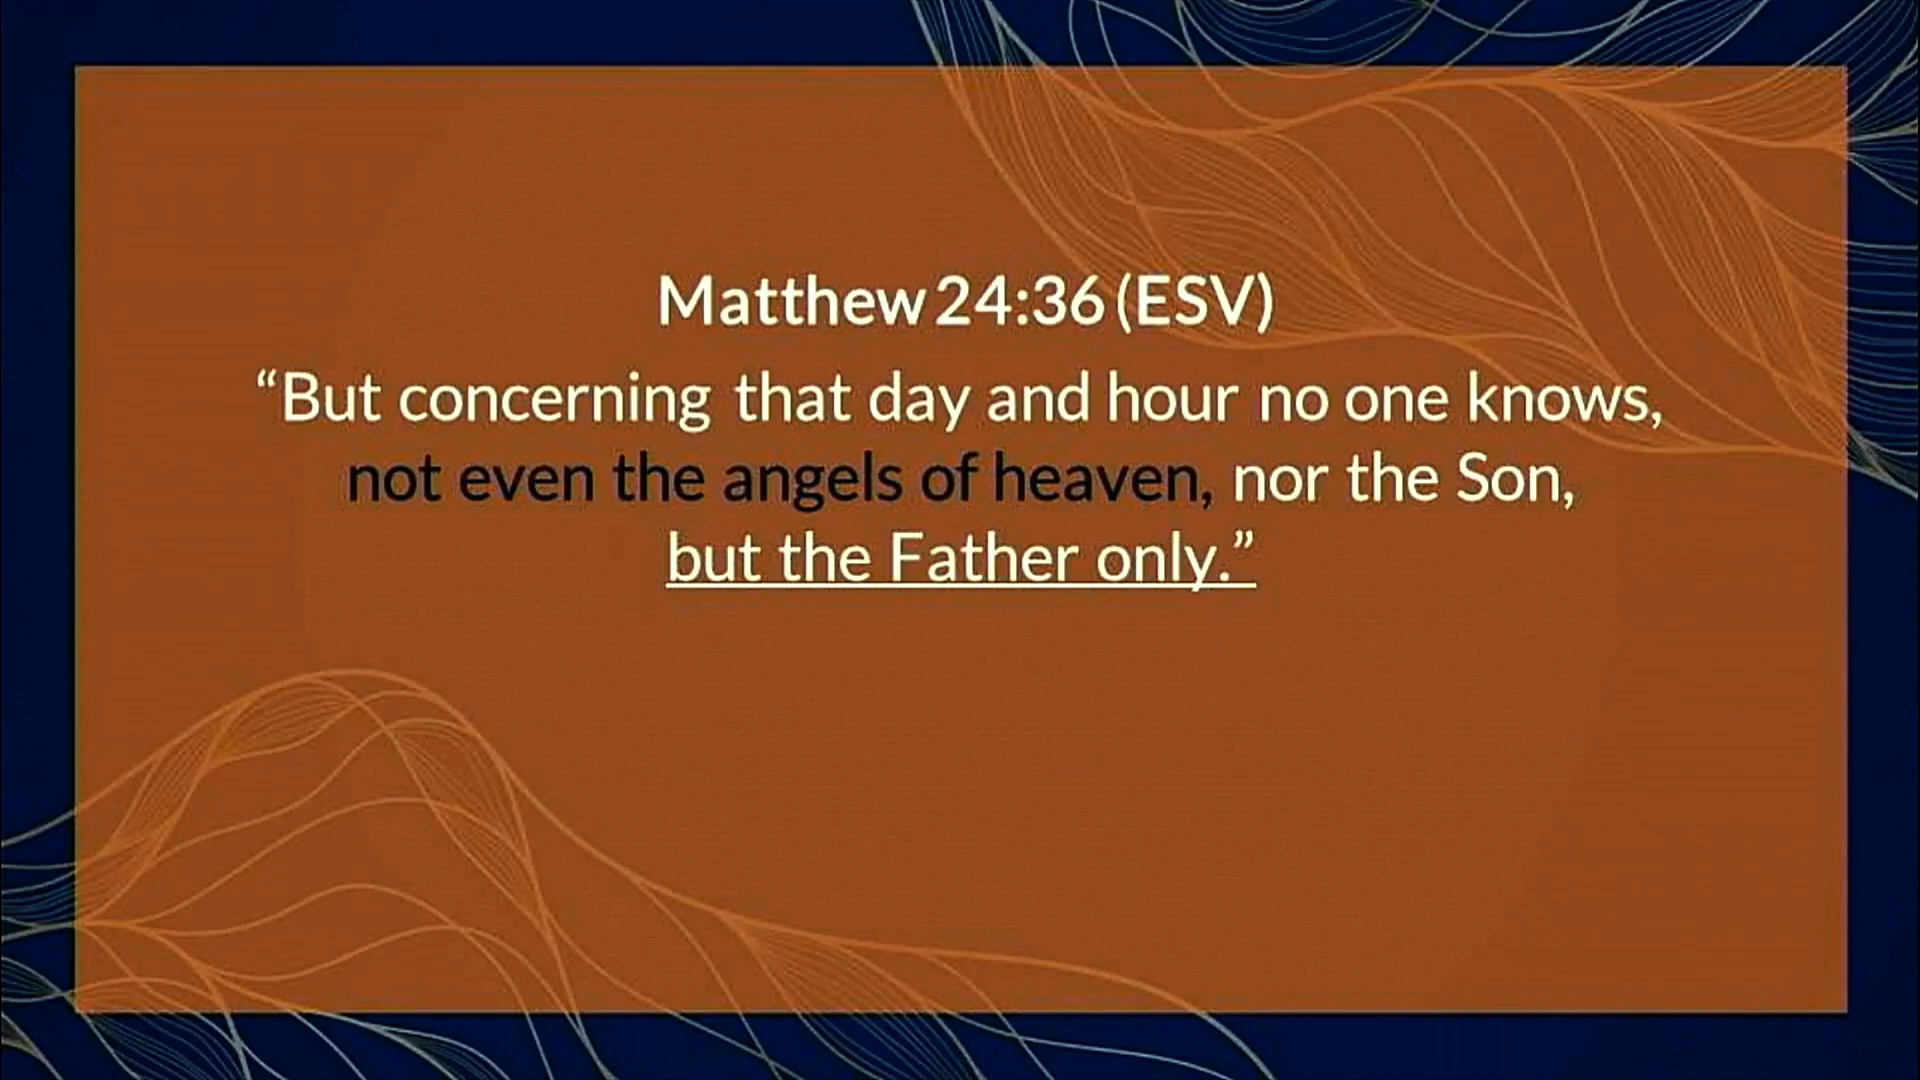 Matthew 24:36 (ESV)
“But concerning that day and hour no one knows,
not even the angels of heaven, nor the Son,
but the Father only.”